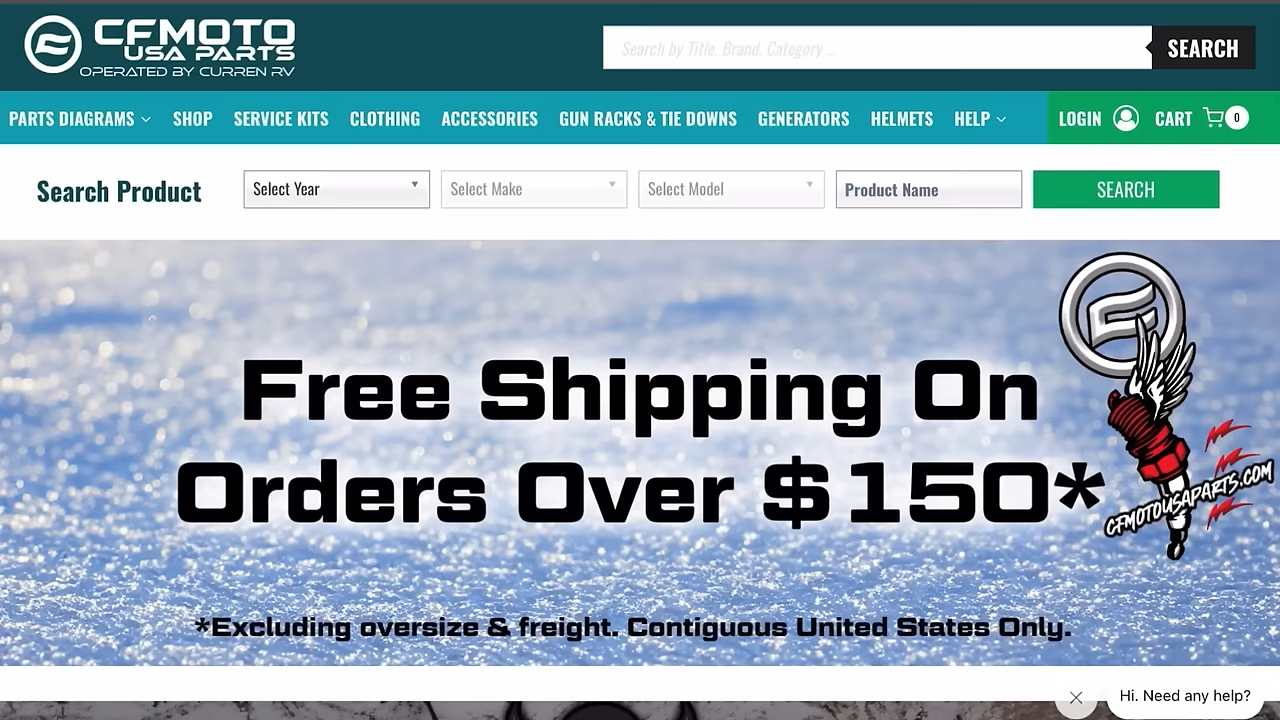 CFMOTO
USA PARTS
OPERATED BY CURREN RV
Search by Title, Brand, Category ...
SEARCH
PARTS DIAGRAMS SHOP SERVICE KITS CLOTHING ACCESSORIES GUN RACKS & TIE DOWNS GENERATORS HELMETS HELP LOGIN CART 0
Search Product Select Year Select Make Select Model Product Name SEARCH
Free Shipping On
Orders Over $150*
CFMOTOUSAPARTS.COM
*Excluding oversize & freight. Contiguous United States Only.
Hi. Need any help?